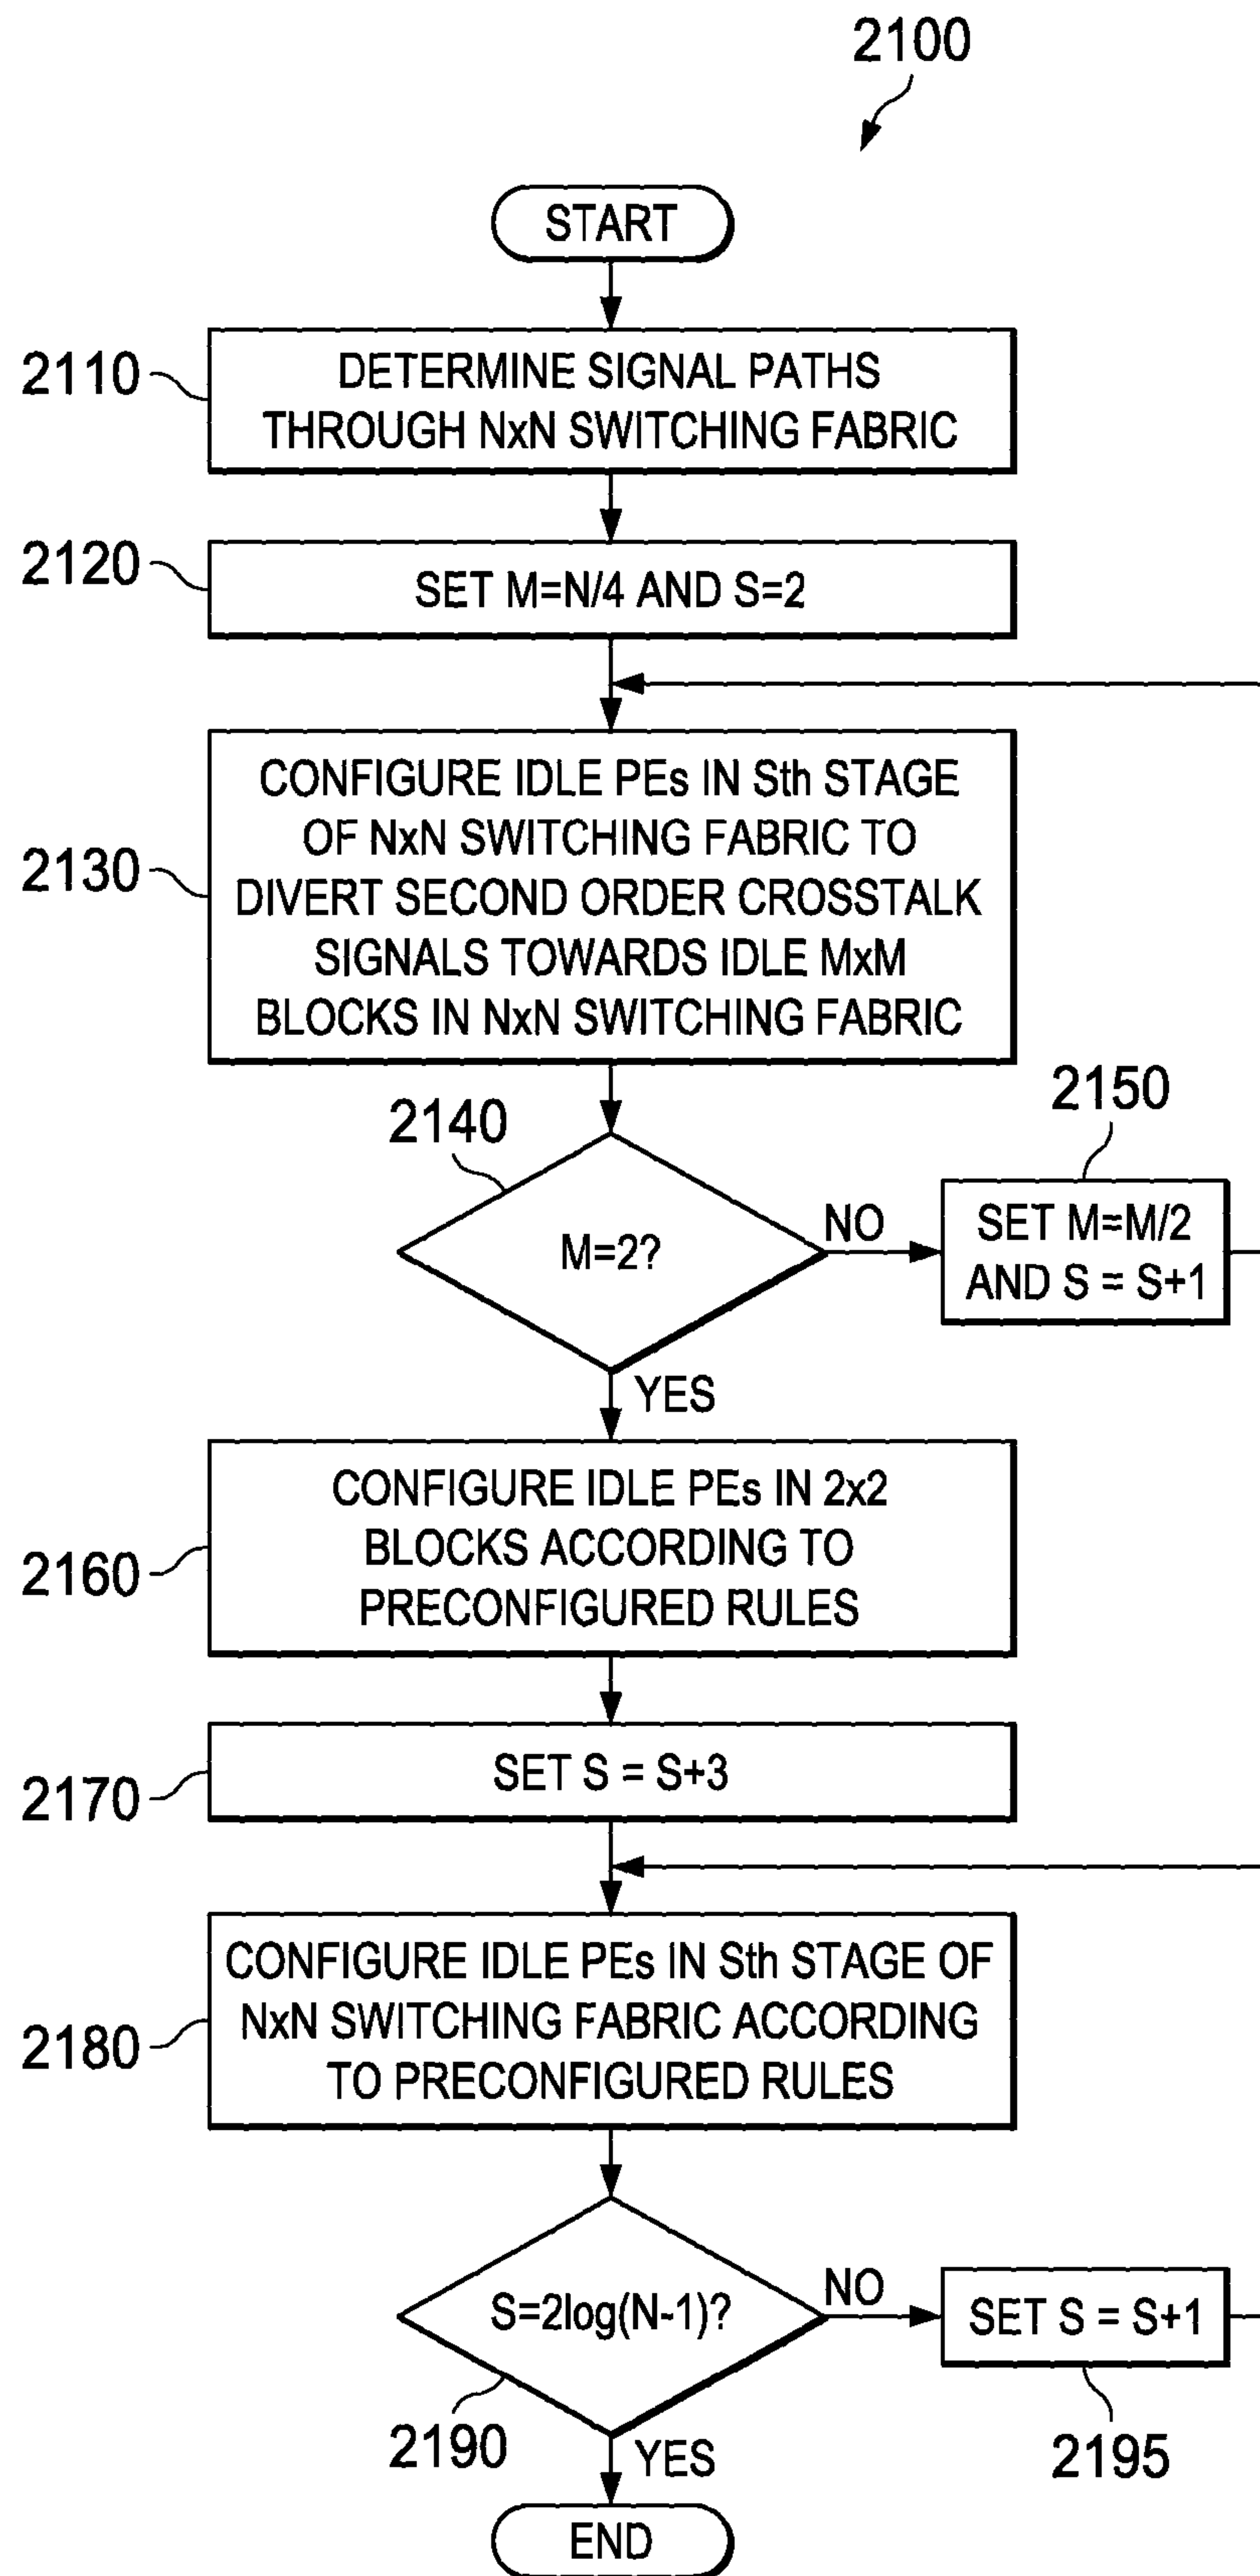 2100
START
2110
DETERMINE SIGNAL PATHS
THROUGH NxN SWITCHING FABRIC
2120
SET M=N/4 AND S=2
2130
CONFIGURE IDLE PEs IN Sth STAGE
OF NxN SWITCHING FABRIC TO
DIVERT SECOND ORDER CROSSTALK
SIGNALS TOWARDS IDLE MxM
BLOCKS IN NxN SWITCHING FABRIC
2140
M=2?
NO
2150
SET M=M/2
AND S = S+1
YES
2160
CONFIGURE IDLE PEs IN 2x2
BLOCKS ACCORDING TO
PRECONFIGURED RULES
2170
SET S = S+3
2180
CONFIGURE IDLE PEs IN Sth STAGE OF
NxN SWITCHING FABRIC ACCORDING
TO PRECONFIGURED RULES
2190
S=2log(N-1)?
NO
SET S = S+1
2195
YES
END